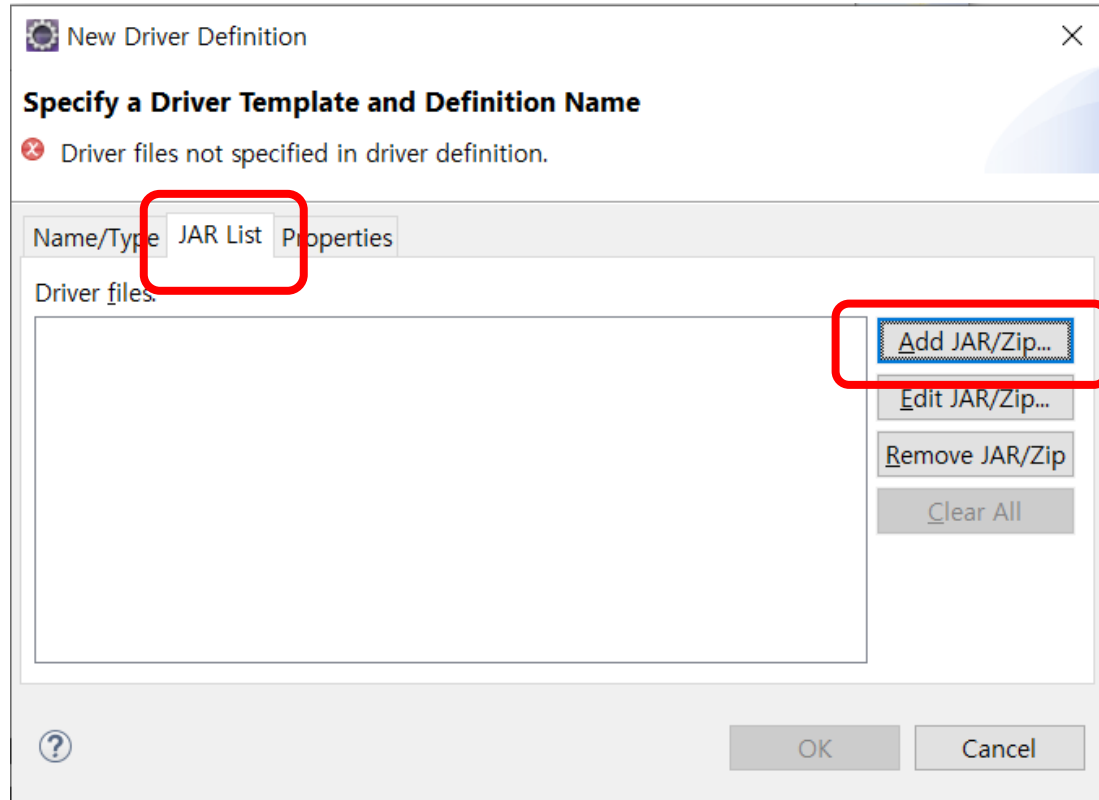 New Driver Definition
Specify a Driver Template and Definition Name
Driver files not specified in driver definition.
Name/Type JAR List Properties
Driver files:
Add JAR/Zip...
Edit JAR/Zip...
Remove JAR/Zip
Clear All
OK Cancel